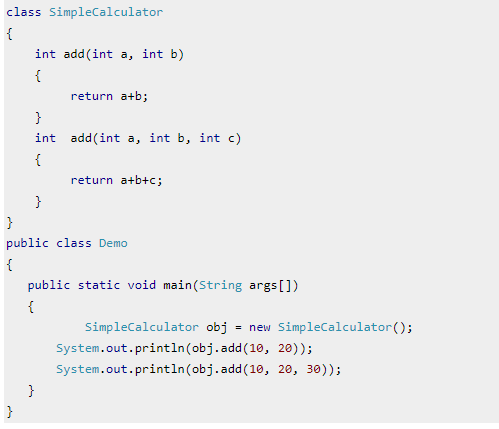 class SimpleCalculator
{
    int add(int a, int b)
    {
         return a+b;
    }
    int  add(int a, int b, int c)
    {
         return a+b+c;
    }
}
public class Demo
{
   public static void main(String args[])
   {
           SimpleCalculator obj = new SimpleCalculator();
       System.out.println(obj.add(10, 20));
       System.out.println(obj.add(10, 20, 30));
   }
}